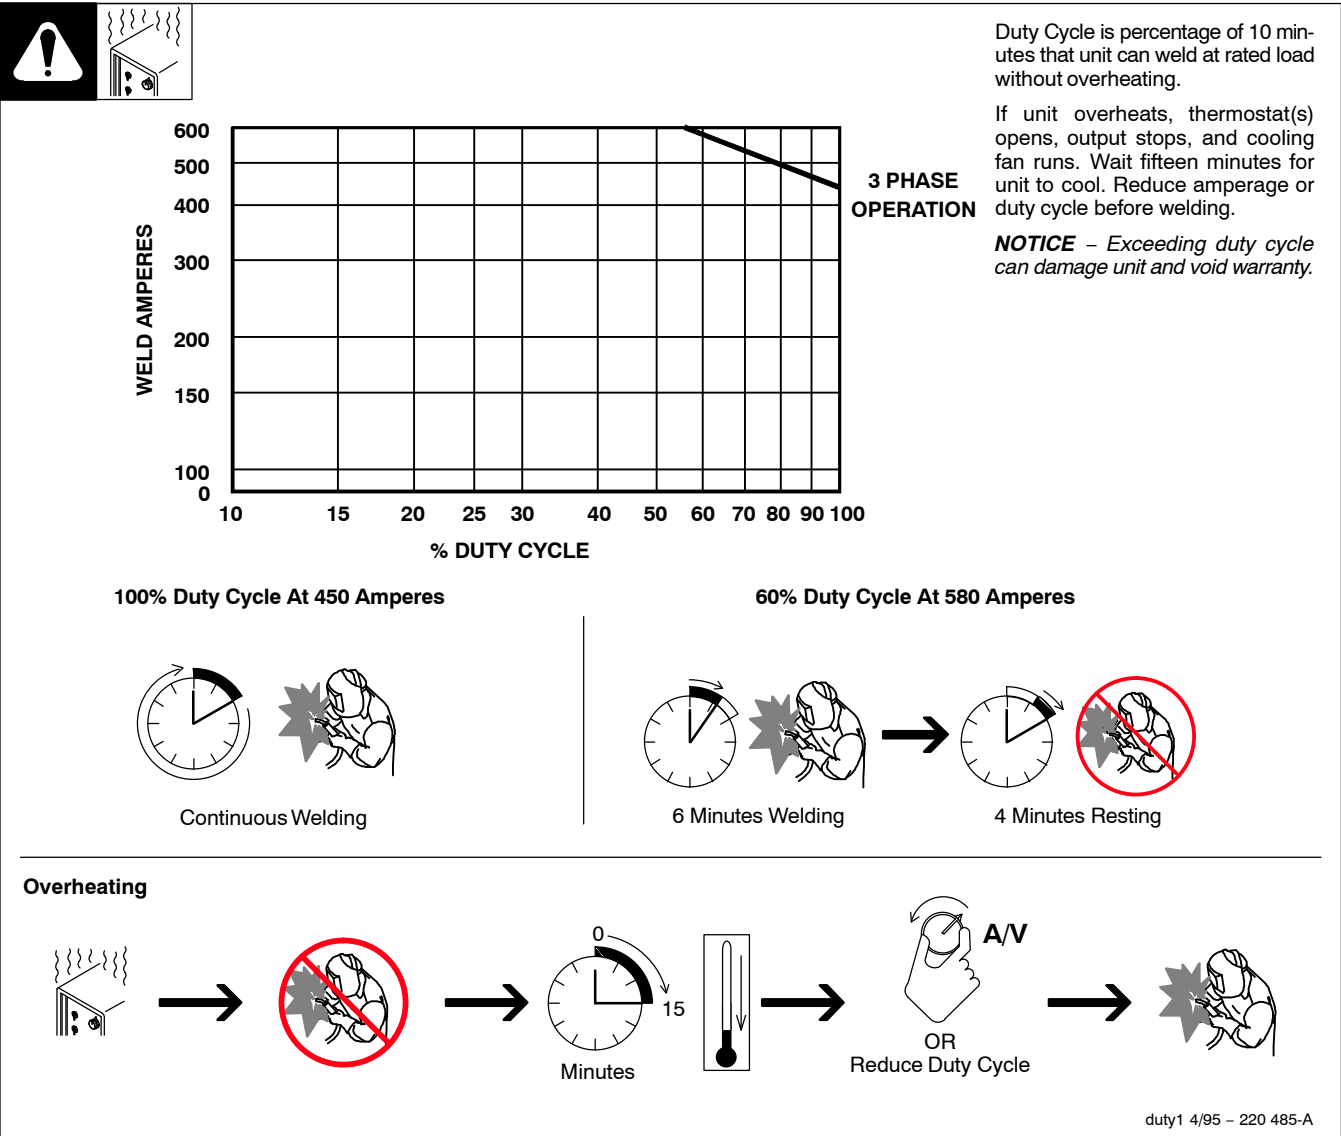 Duty Cycle is percentage of 10 min-
utes that unit can weld at rated load
without overheating.
If unit overheats, thermostat(s)
opens, output stops, and cooling
fan runs. Wait fifteen minutes for
unit to cool. Reduce amperage or
duty cycle before welding.
NOTICE – Exceeding duty cycle
can damage unit and void warranty.
600
500
400
300
200
150
100
0
WELD AMPERES
3 PHASE
OPERATION
10 15 20 25 30 40 50 60 70 80 90 100
% DUTY CYCLE
100% Duty Cycle At 450 Amperes
Continuous Welding
60% Duty Cycle At 580 Amperes
6 Minutes Welding
4 Minutes Resting
Overheating
0
15
Minutes
A/V
OR
Reduce Duty Cycle
duty1 4/95 – 220 485-A